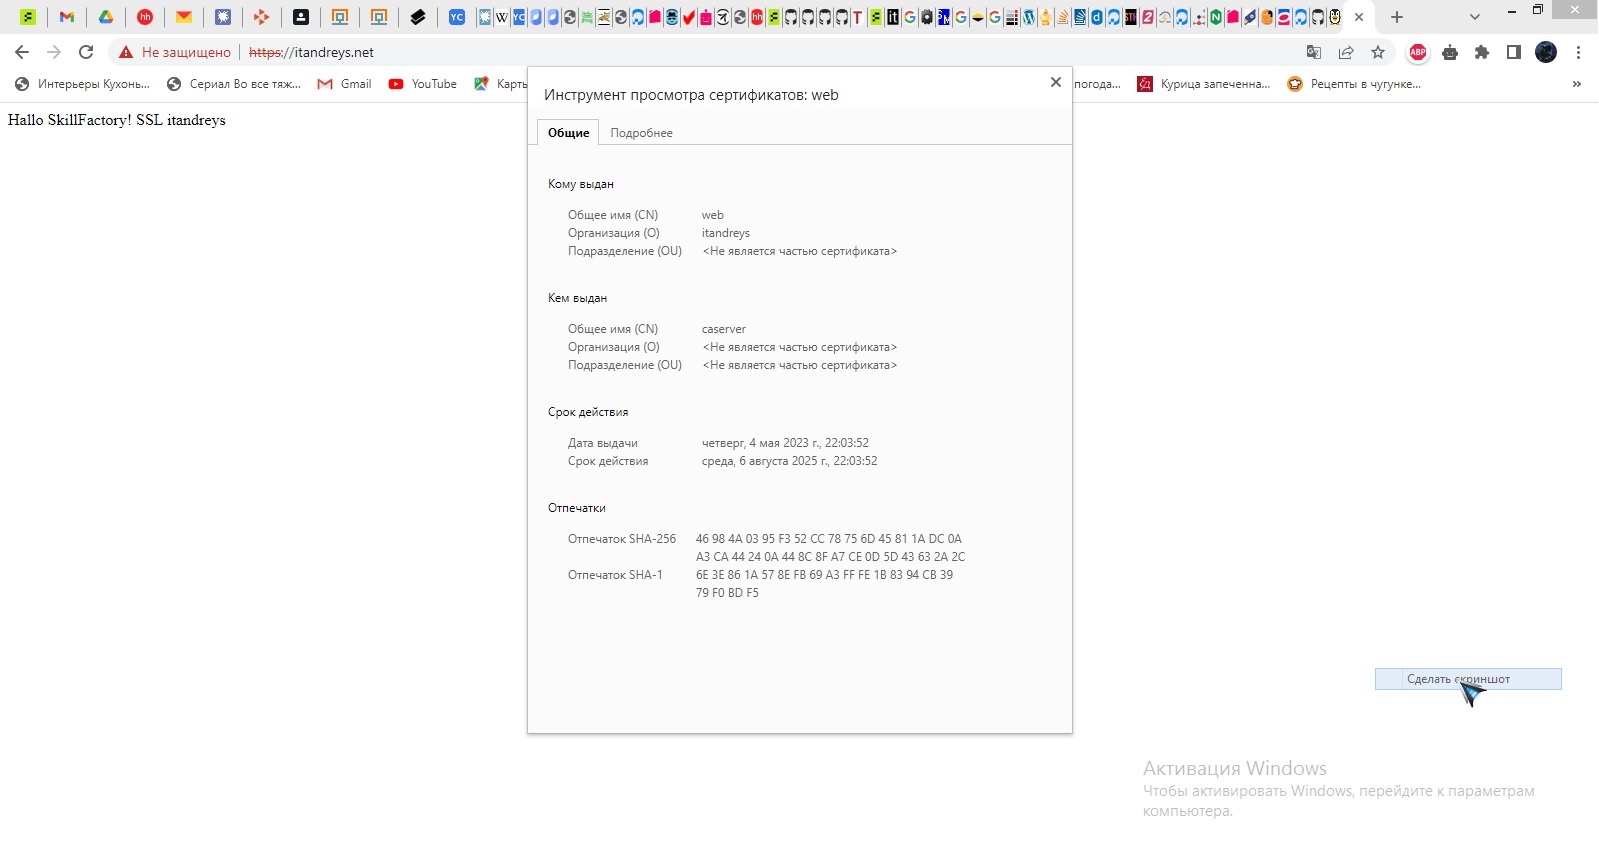 Не защищено https://itandreys.net
Интерьеры Кухонь... Сериал Во все тяж... Gmail YouTube Карты погода... Курица запеченна... Рецепты в чугунке... »
Hallo SkillFactory! SSL itandreys
Инструмент просмотра сертификатов: web
Общие Подробнее
Кому выдан
Общее имя (CN) web
Организация (O) itandreys
Подразделение (OU) <Не является частью сертификата>
Кем выдан
Общее имя (CN) caserver
Организация (O) <Не является частью сертификата>
Подразделение (OU) <Не является частью сертификата>
Срок действия
Дата выдачи четверг, 4 мая 2023 г., 22:03:52
Срок действия среда, 6 августа 2025 г., 22:03:52
Отпечатки
Отпечаток SHA-256 46 98 4A 03 95 F3 52 CC 78 75 6D 45 81 1A DC 0A
A3 CA 44 24 0A 44 8C 8F A7 CE 0D 5D 43 63 2A 2C
Отпечаток SHA-1 6E 3E 86 1A 57 8E FB 69 A3 FF FE 1B 83 94 CB 39
79 F0 BD F5
Сделать скриншот
Активация Windows
Чтобы активировать Windows, перейдите к параметрам
компьютера.